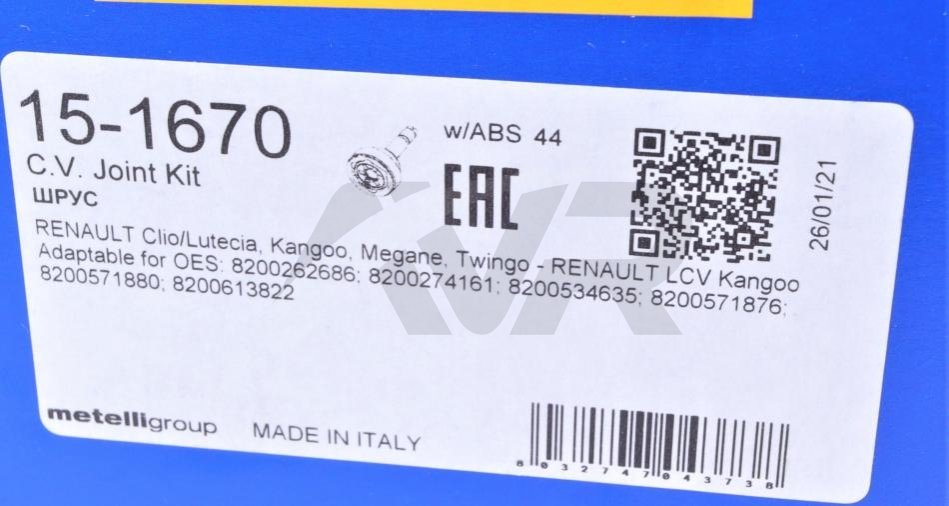 15-1670
C.V. Joint Kit
ШРУС
w/ABS 44
EAC
26/01/21
RENAULT Clio/Lutecia, Kangoo, Megane, Twingo - RENAULT LCV Kangoo
Adaptable for OES: 8200262686; 8200274161; 8200534635; 8200571876;
8200571880; 8200613822
metelligroup
MADE IN ITALY
8032747043738
VR